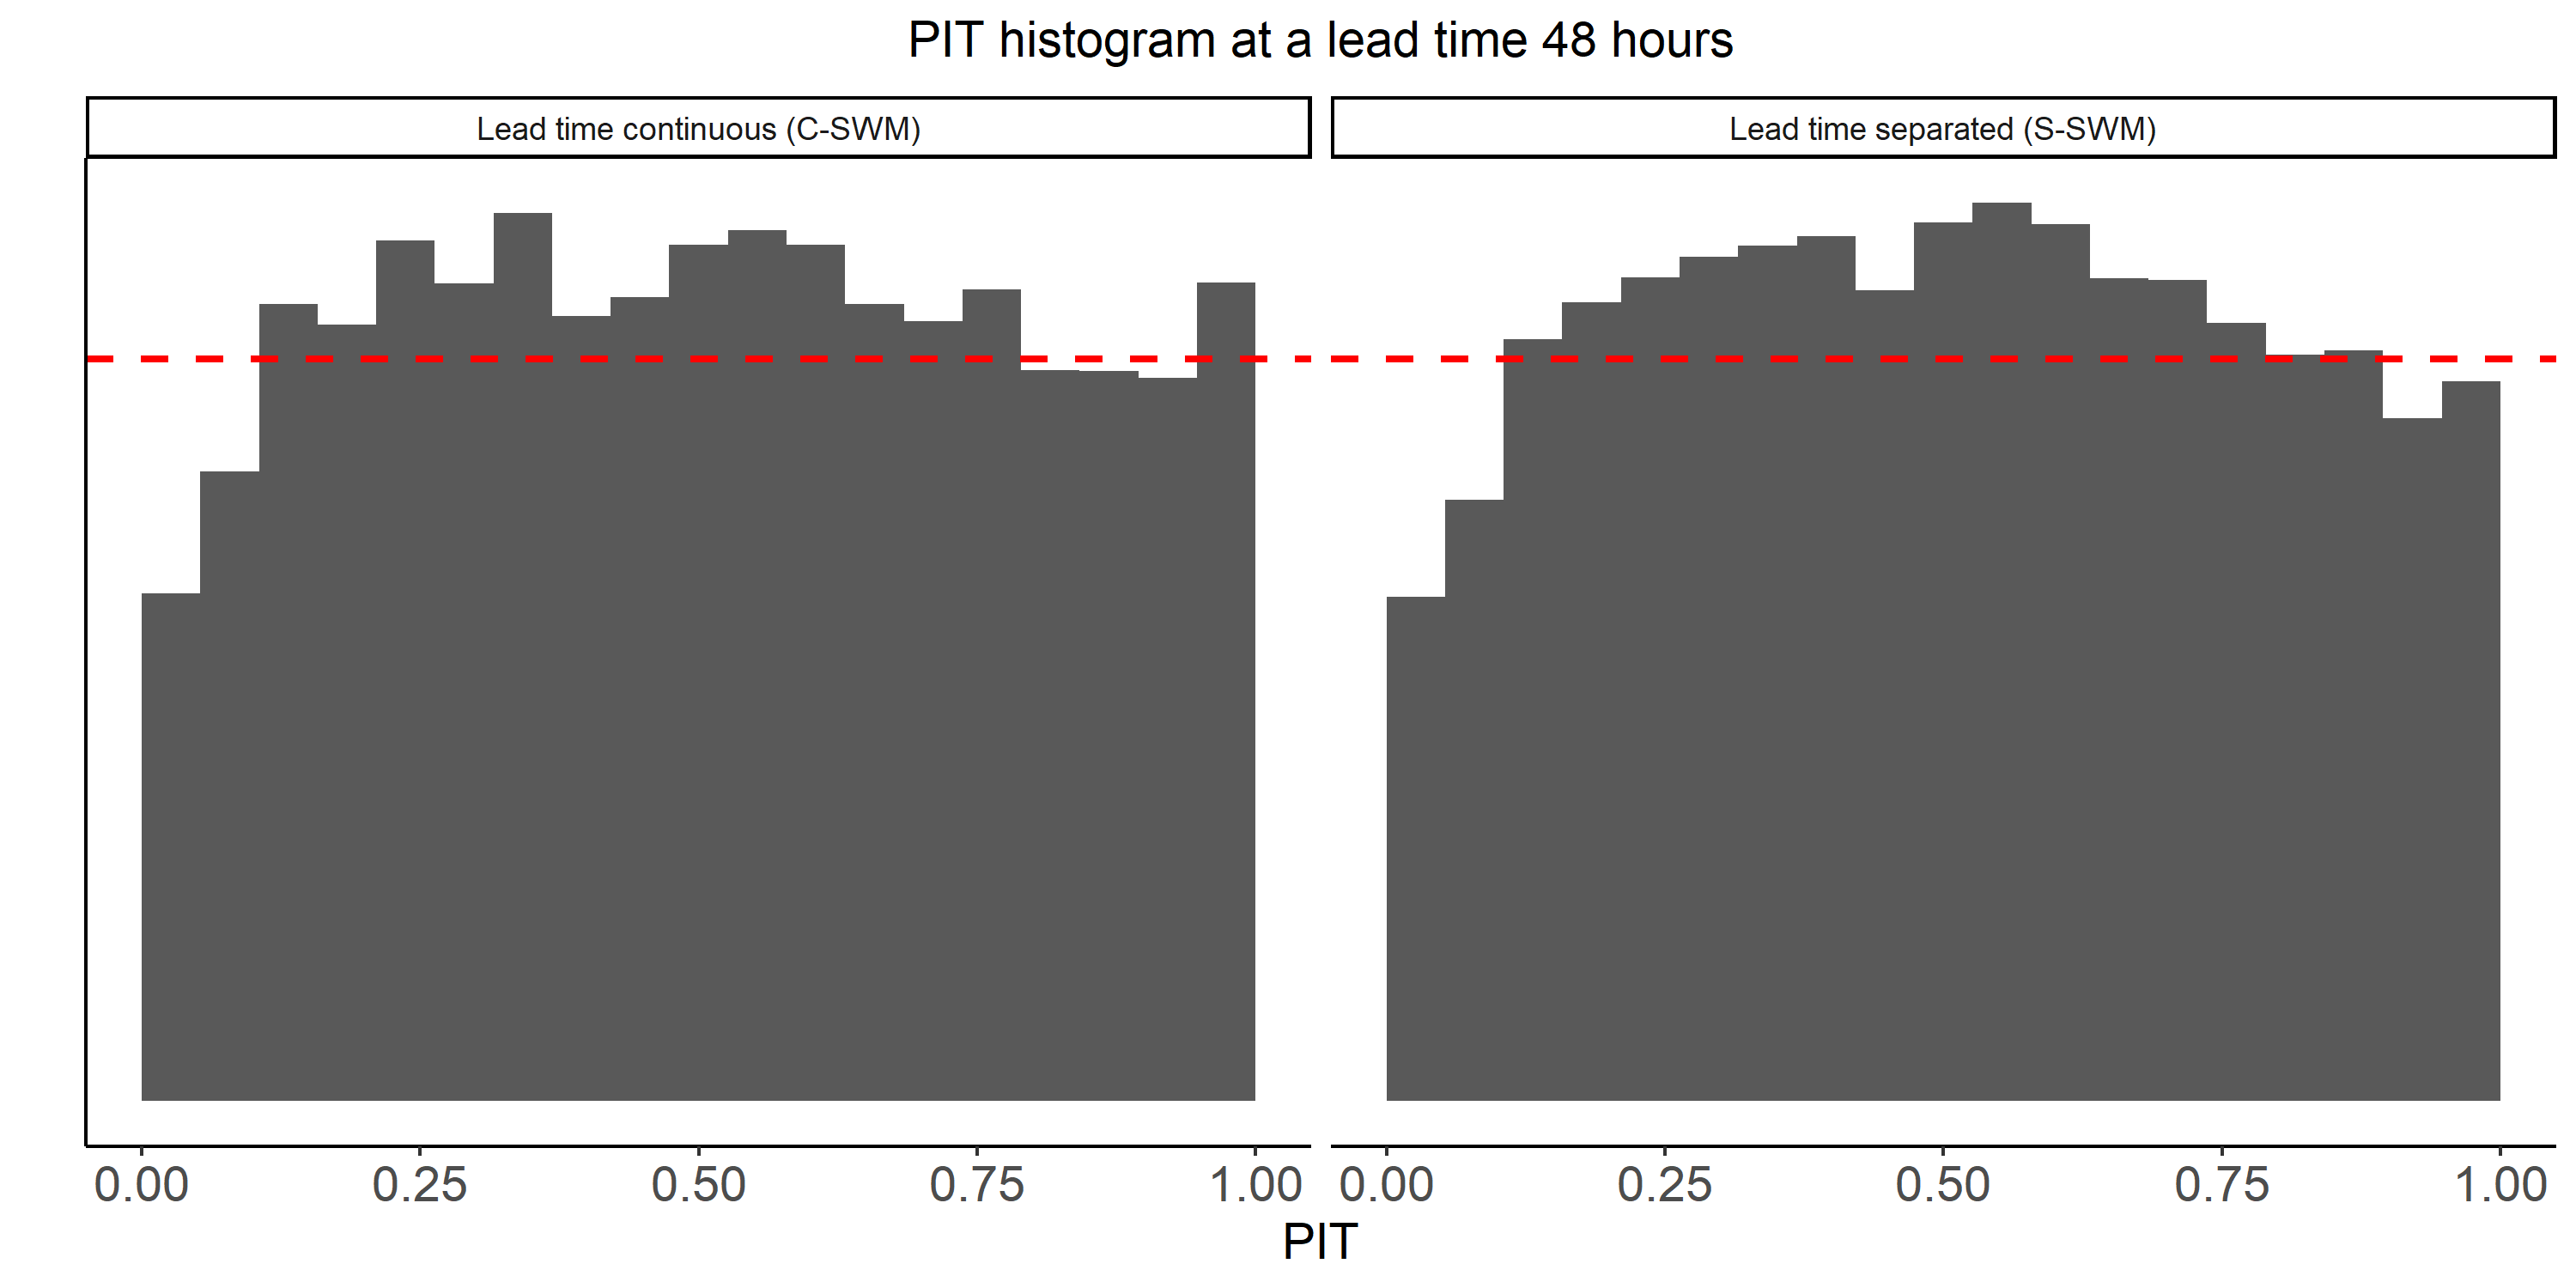 PIT histogram at a lead time 48 hours
Lead time continuous (C-SWM)
Lead time separated (S-SWM)
0.00 0.25 0.50 0.75 1.00
0.00 0.25 0.50 0.75 1.00
PIT